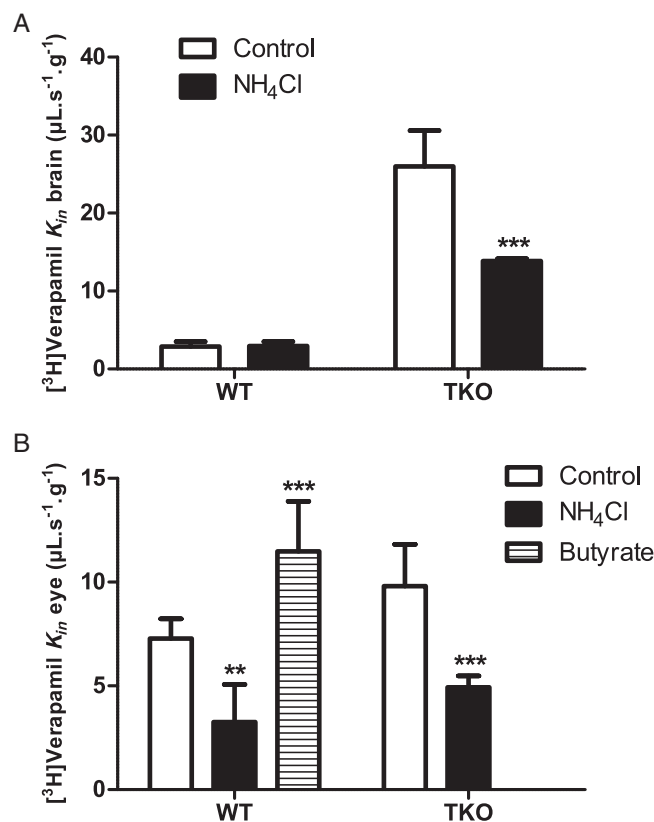 A
Control
NH₄Cl
[³H]Verapamil Kin brain (µL.s⁻¹.g⁻¹)
40
30
20
10
0
***
WT
TKO
B
Control
NH₄Cl
Butyrate
[³H]Verapamil Kin eye (µL.s⁻¹.g⁻¹)
15
10
5
0
**
***
***
WT
TKO